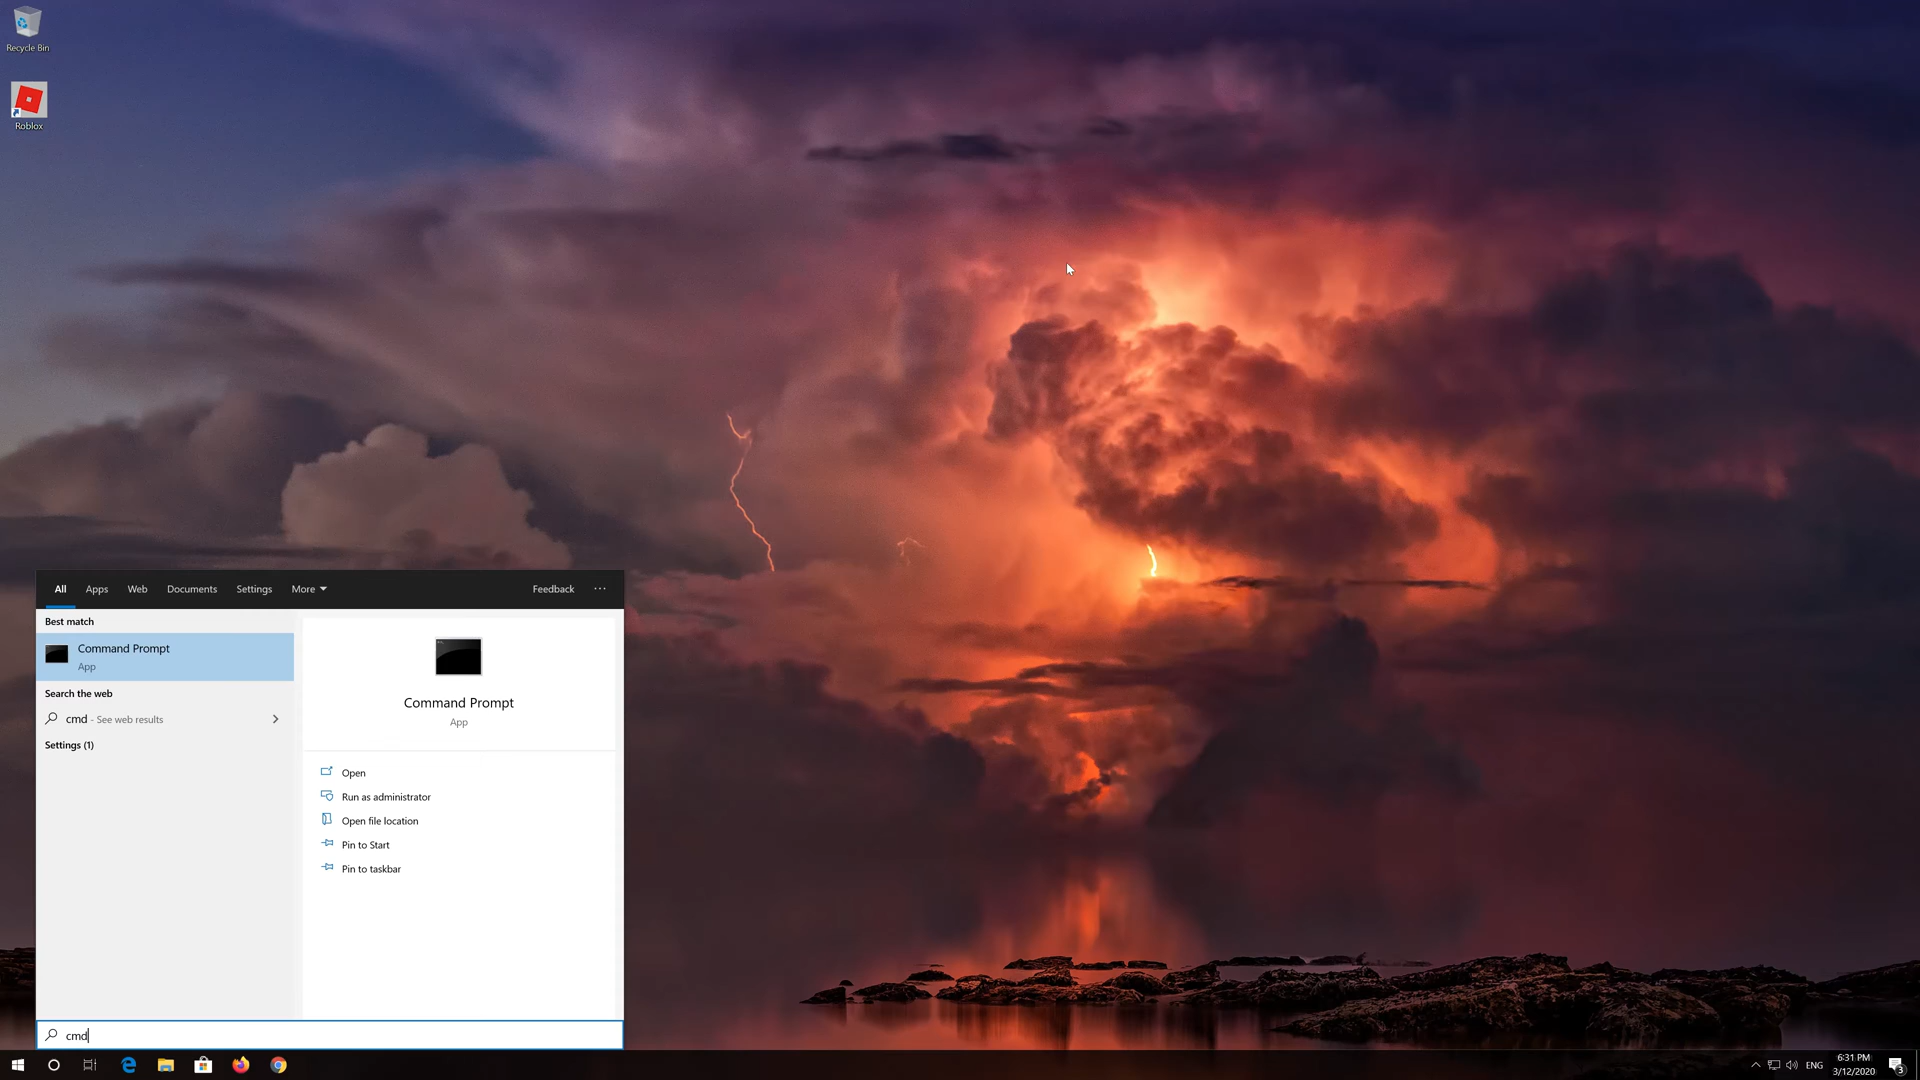 Recycle Bin
Roblox
All Apps Web Documents Settings More Feedback ...
Best match
Command Prompt
App
Search the web
cmd - See web results
Settings (1)
Command Prompt
App
Open
Run as administrator
Open file location
Pin to Start
Pin to taskbar
cmd
ENG
6:31 PM
3/12/2020
3